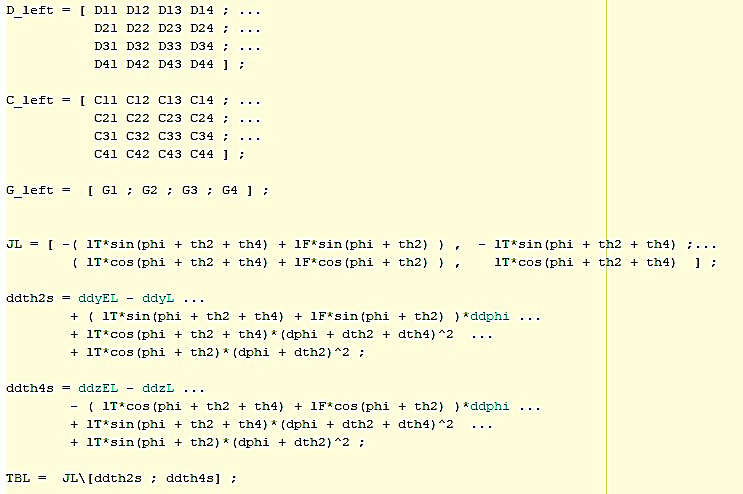 D_left = [ D11 D12 D13 D14 ; ...
D21 D22 D23 D24 ; ...
D31 D32 D33 D34 ; ...
D41 D42 D43 D44 ] ;
C_left = [ C11 C12 C13 C14 ; ...
C21 C22 C23 C24 ; ...
C31 C32 C33 C34 ; ...
C41 C42 C43 C44 ] ;
G_left =  [ G1 ; G2 ; G3 ; G4 ] ;
JL = [ -( lT*sin(phi + th2 + th4) + lF*sin(phi + th2) ) ,  - lT*sin(phi + th2 + th4) ;...
( lT*cos(phi + th2 + th4) + lF*cos(phi + th2) ) ,    lT*cos(phi + th2 + th4)  ] ;
ddth2s = ddyEL - ddyL ...
+ ( lT*sin(phi + th2 + th4) + lF*sin(phi + th2) )*ddphi ...
+ lT*cos(phi + th2 + th4)*(dphi + dth2 + dth4)^2  ...
+ lT*cos(phi + th2)*(dphi + dth2)^2 ;
ddth4s = ddzEL - ddzL ...
- ( lT*cos(phi + th2 + th4) + lF*cos(phi + th2) )*ddphi ...
+ lT*sin(phi + th2 + th4)*(dphi + dth2 + dth4)^2  ...
+ lT*sin(phi + th2)*(dphi + dth2)^2 ;
TBL =  JL\[ddth2s ; ddth4s] ;